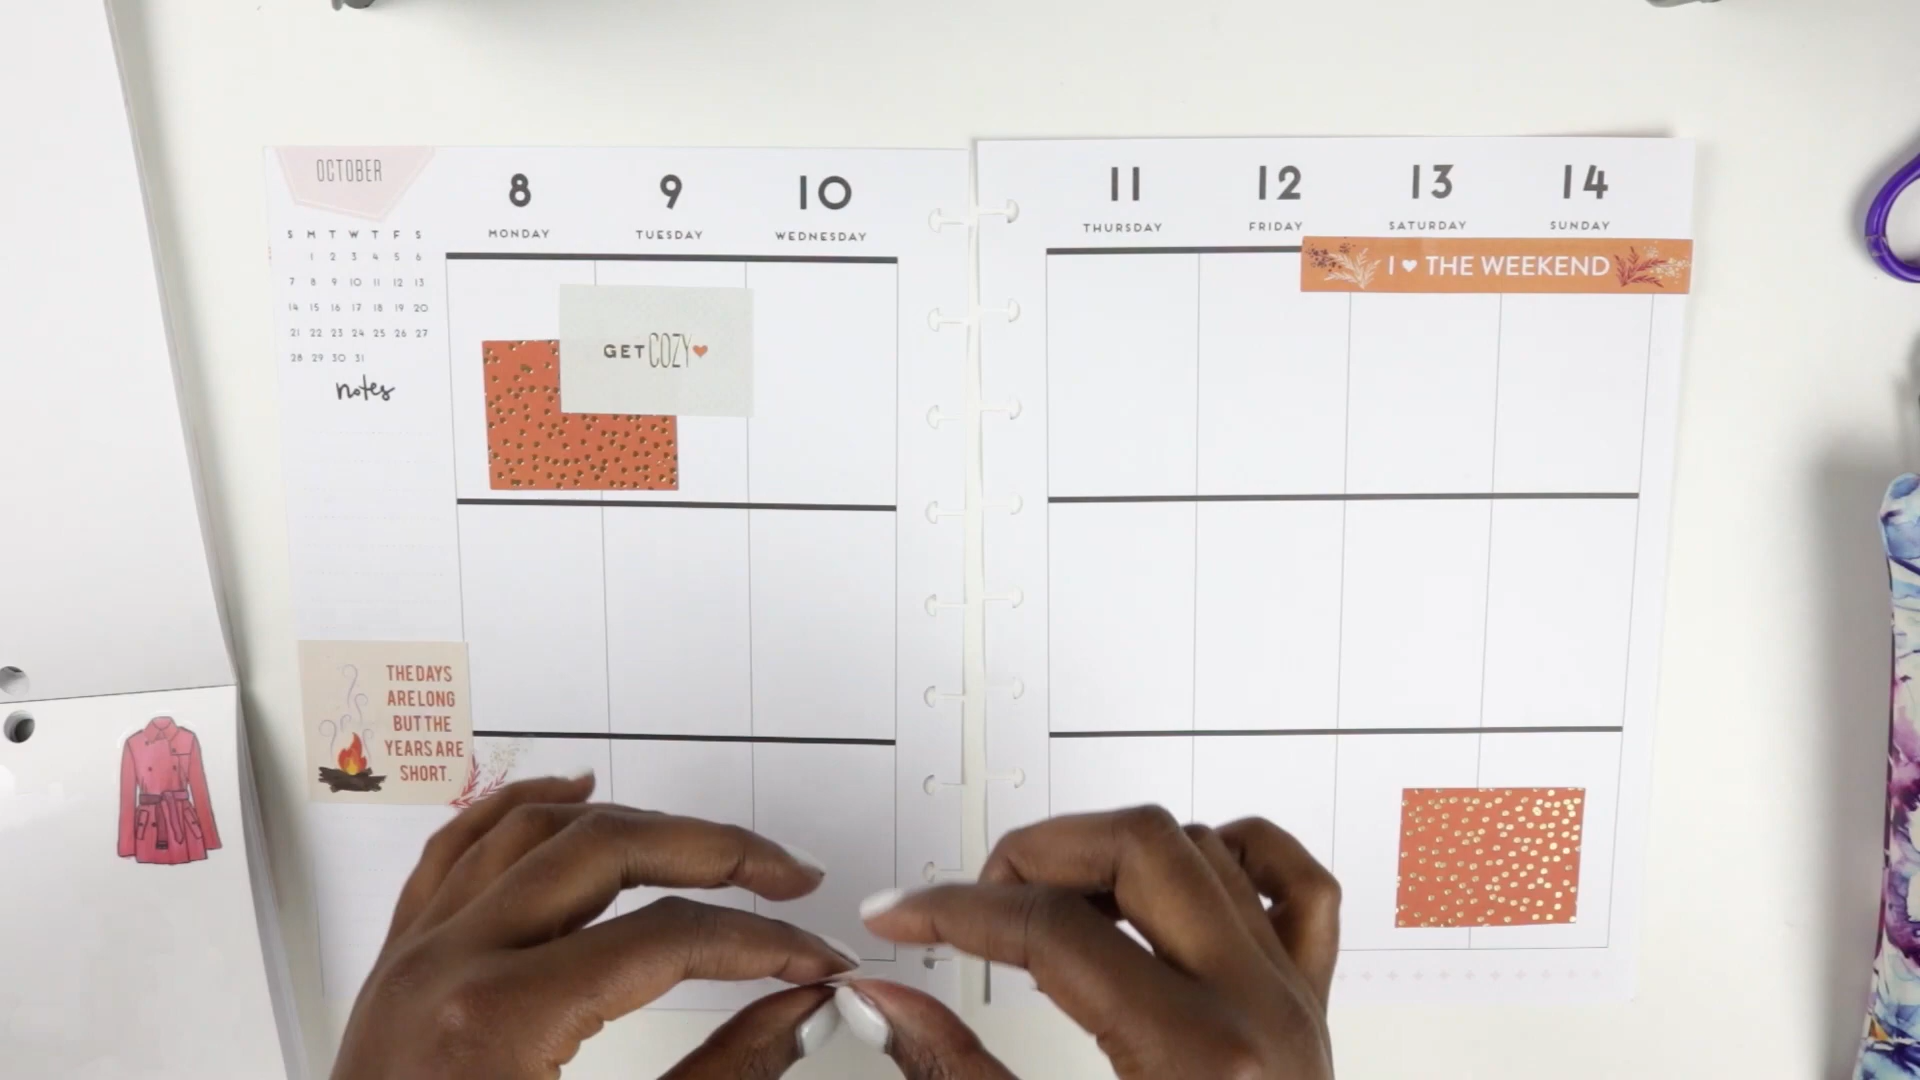 OCTOBER
S M T W T F S
1 2 3 4 5 6
7 8 9 10 11 12 13
14 15 16 17 18 19 20
21 22 23 24 25 26 27
28 29 30 31
notes
8
MONDAY
9
TUESDAY
10
WEDNESDAY
GET COZY
THE DAYS
ARE LONG
BUT THE
YEARS ARE
SHORT.
11
THURSDAY
12
FRIDAY
13
SATURDAY
14
SUNDAY
I ♥ THE WEEKEND